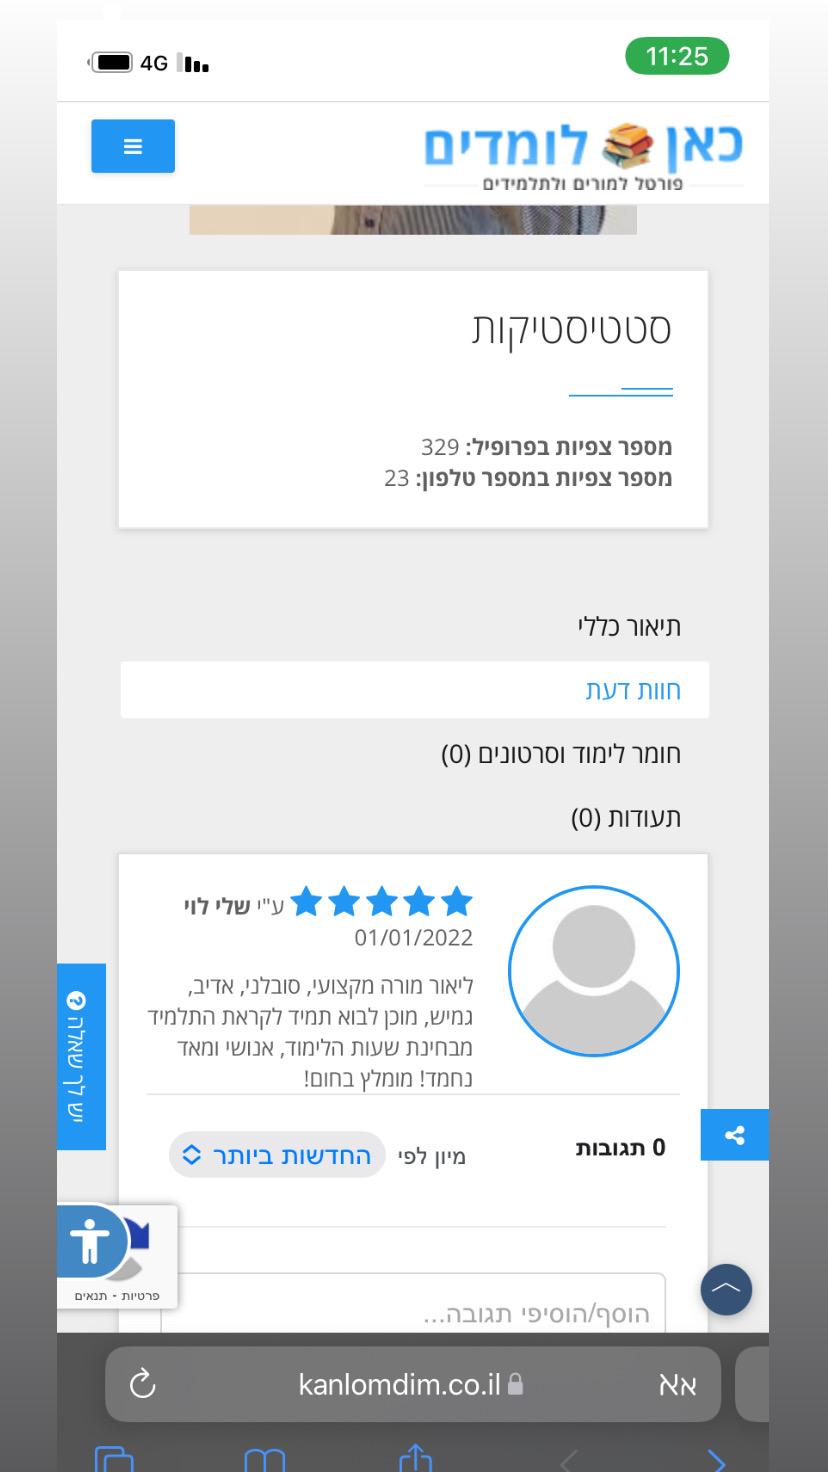 4G
11:25
כאן לומדים
פורטל למורים ולתלמידים
סטטיסטיקות
מספר צפיות בפרופיל: 329
מספר צפיות במספר טלפון: 23
תיאור כללי
חוות דעת
חומר לימוד וסרטונים (0)
תעודות (0)
ע"י שלי לוי
01/01/2022
ליאור מורה מקצועי, סובלני, אדיב,
גמיש, מוכן לבוא תמיד לקראת התלמיד
מבחינת שעות הלימוד, אנושי ומאד
נחמד! מומלץ בחום!
יש לך שאלה
0 תגובות
מיון לפי החדשות ביותר
פרטיות - תנאים
הוסף/הוסיפי תגובה...
kanlomdim.co.il
אא